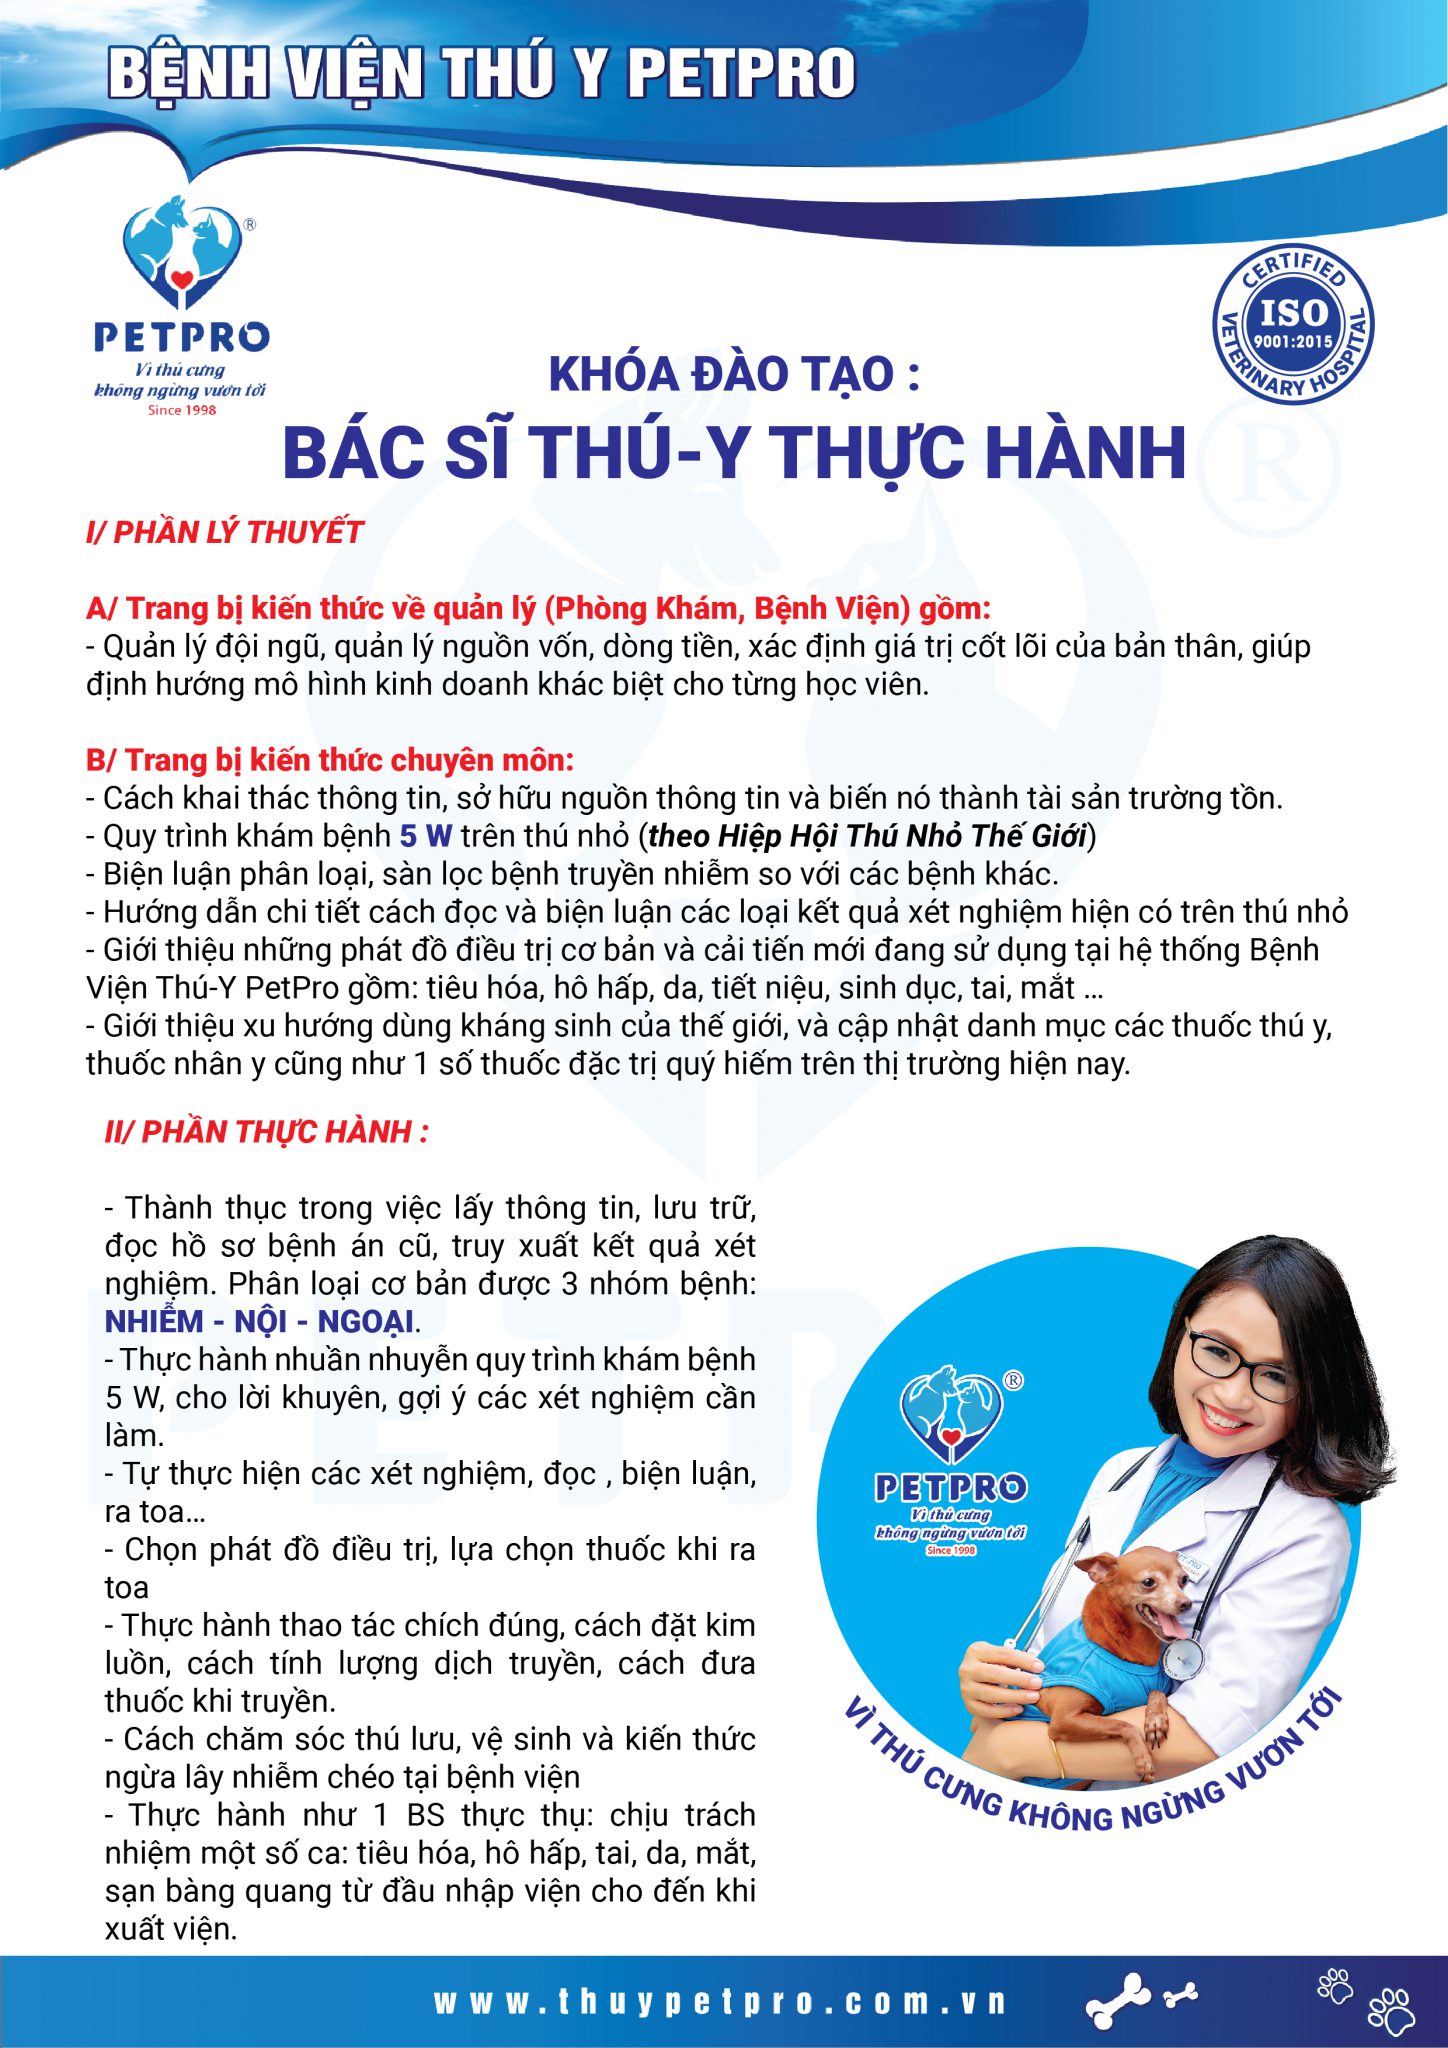 BỆNH VIỆN THÚ Y PETPRO
®
PETPRO
Vì thú cưng
không ngừng vươn tới
Since 1998
CERTIFIED
ISO
9001:2015
VETERINARY HOSPITAL
KHÓA ĐÀO TẠO :
BÁC SĨ THÚ-Y THỰC HÀNH
®
I/ PHẦN LÝ THUYẾT
A/ Trang bị kiến thức về quản lý (Phòng Khám, Bệnh Viện) gồm:
- Quản lý đội ngũ, quản lý nguồn vốn, dòng tiền, xác định giá trị cốt lõi của bản thân, giúp
định hướng mô hình kinh doanh khác biệt cho từng học viên.
B/ Trang bị kiến thức chuyên môn:
- Cách khai thác thông tin, sở hữu nguồn thông tin và biến nó thành tài sản trường tồn.
- Quy trình khám bệnh 5 W trên thú nhỏ (theo Hiệp Hội Thú Nhỏ Thế Giới)
- Biện luận phân loại, sàn lọc bệnh truyền nhiễm so với các bệnh khác.
- Hướng dẫn chi tiết cách đọc và biện luận các loại kết quả xét nghiệm hiện có trên thú nhỏ
- Giới thiệu những phát đồ điều trị cơ bản và cải tiến mới đang sử dụng tại hệ thống Bệnh
Viện Thú-Y PetPro gồm: tiêu hóa, hô hấp, da, tiết niệu, sinh dục, tai, mắt ...
- Giới thiệu xu hướng dùng kháng sinh của thế giới, và cập nhật danh mục các thuốc thú y,
thuốc nhân y cũng như 1 số thuốc đặc trị quý hiếm trên thị trường hiện nay.
II/ PHẦN THỰC HÀNH :
- Thành thục trong việc lấy thông tin, lưu trữ,
đọc hồ sơ bệnh án cũ, truy xuất kết quả xét
nghiệm. Phân loại cơ bản được 3 nhóm bệnh:
NHIỄM - NỘI - NGOẠI.
- Thực hành nhuần nhuyễn quy trình khám bệnh
5 W, cho lời khuyên, gợi ý các xét nghiệm cần
làm.
- Tự thực hiện các xét nghiệm, đọc , biện luận,
ra toa...
- Chọn phát đồ điều trị, lựa chọn thuốc khi ra
toa
- Thực hành thao tác chích đúng, cách đặt kim
luồn, cách tính lượng dịch truyền, cách đưa
thuốc khi truyền.
- Cách chăm sóc thú lưu, vệ sinh và kiến thức
ngừa lây nhiễm chéo tại bệnh viện
- Thực hành như 1 BS thực thụ: chịu trách
nhiệm một số ca: tiêu hóa, hô hấp, tai, da, mắt,
sạn bàng quang từ đầu nhập viện cho đến khi
xuất viện.
®
PETPRO
Vì thú cưng
không ngừng vươn tới
Since 1998
VÌ THÚ CƯNG KHÔNG NGỪNG VƯƠN TỚI
www.thuypetpro.com.vn